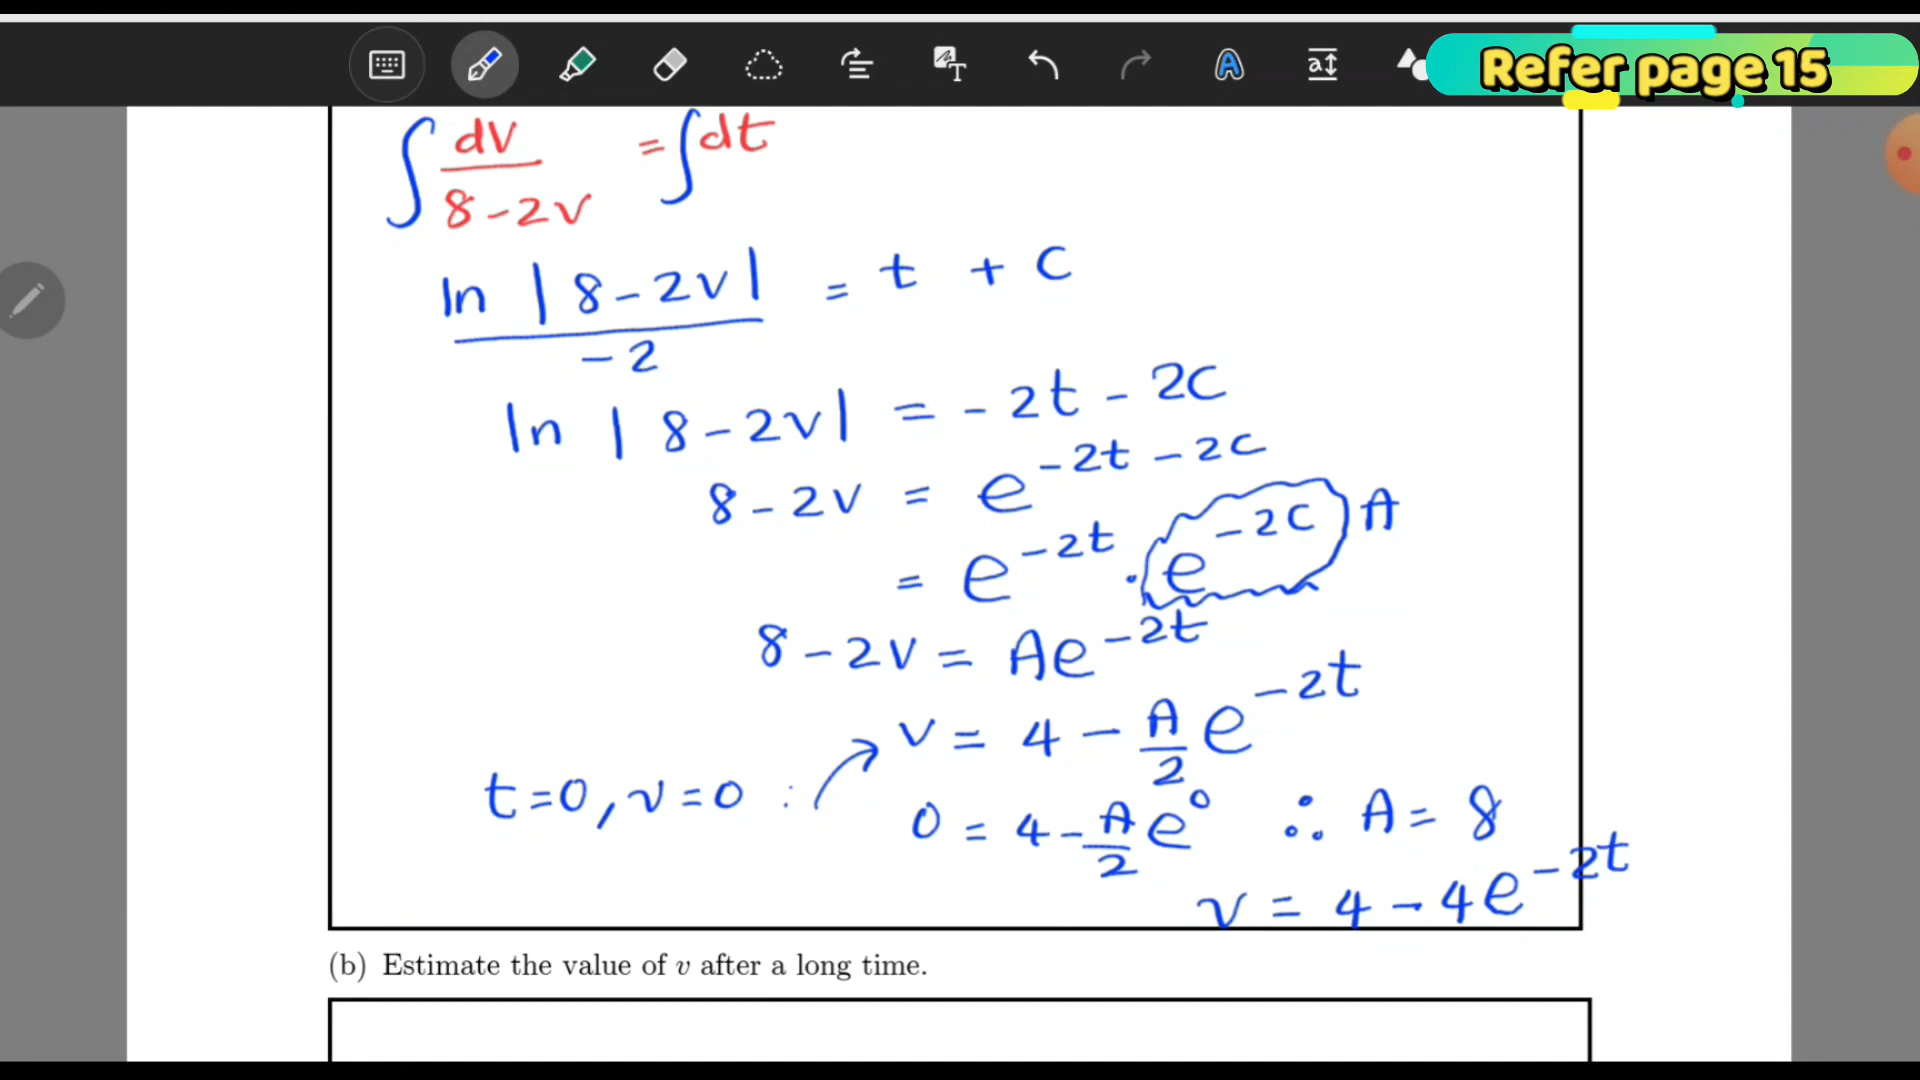 Refer page 15
∫ dv/(8-2v) = ∫dt
ln |8-2v| / -2 = t + c
ln |8-2v| = -2t - 2c
8-2v = e^(-2t-2c)
= e^(-2t) · e^(-2c) A
8-2v = Ae^(-2t)
v = 4 - A/2 e^(-2t)
t=0, v=0 :
0 = 4 - A/2 e^0 ∴ A = 8
v = 4 - 4e^(-2t)
(b) Estimate the value of v after a long time.